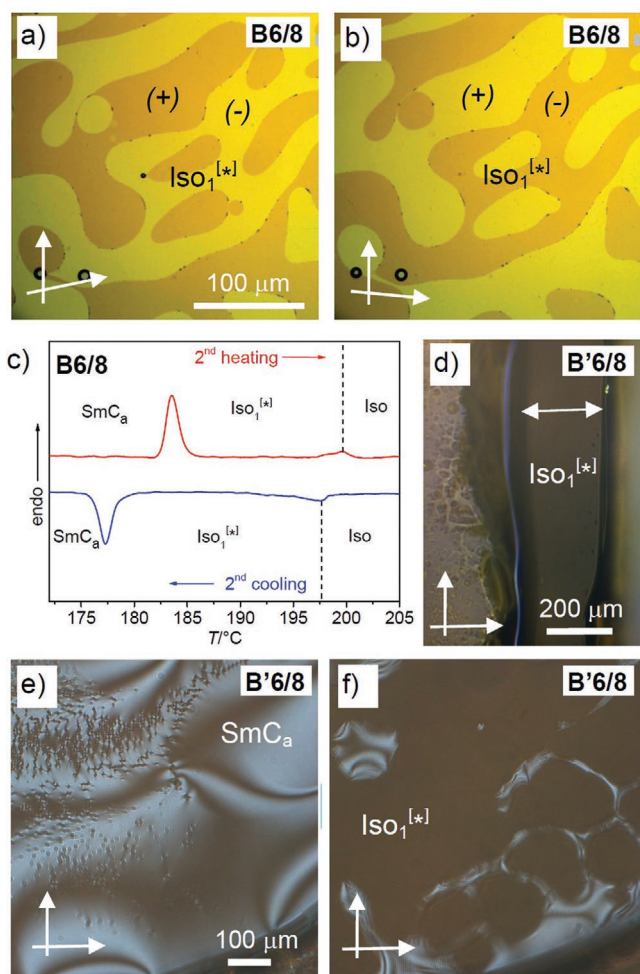 a)
B6/8
(+)
(-)
Iso₁[*]
100 μm
b)
B6/8
(+)
(-)
Iso₁[*]
c)
B6/8
2nd heating
SmCa
Iso₁[*]
Iso
endo
SmCa
Iso₁[*]
Iso
2nd cooling
175 180 185 190 195 200 205
T/°C
d)
B'6/8
Iso₁[*]
200 μm
e)
B'6/8
SmCa
100 μm
f)
B'6/8
Iso₁[*]